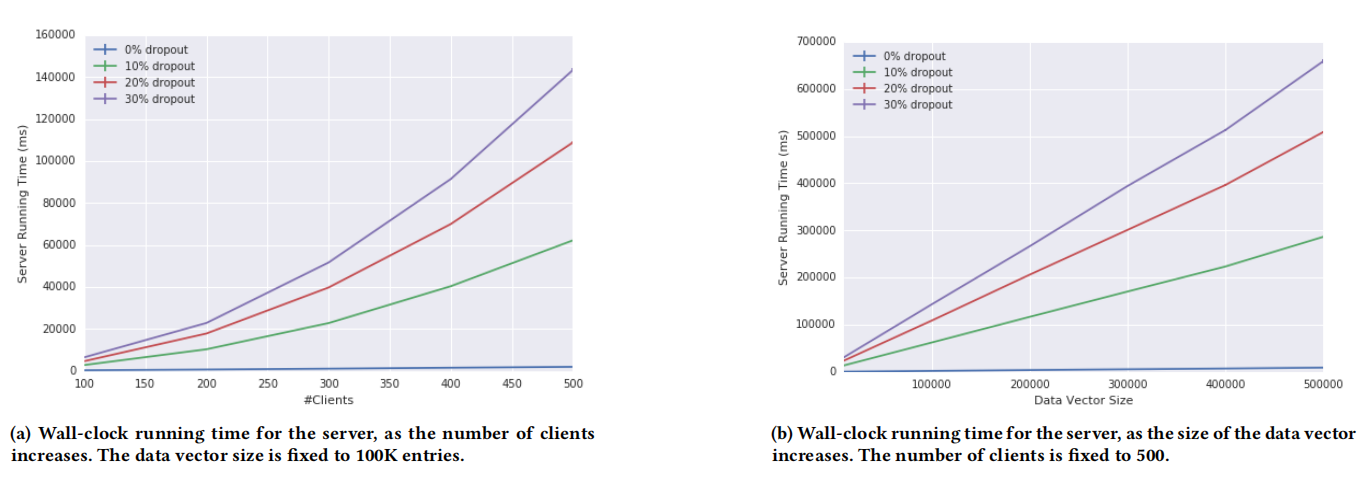 160000
140000
120000
100000
80000
60000
40000
20000
0
Server Running Time (ms)
0% dropout
10% dropout
20% dropout
30% dropout
100 150 200 250 300 350 400 450 500
#Clients
(a) Wall-clock running time for the server, as the number of clients
increases. The data vector size is fixed to 100K entries.
700000
600000
500000
400000
300000
200000
100000
0
Server Running Time (ms)
0% dropout
10% dropout
20% dropout
30% dropout
100000 200000 300000 400000 500000
Data Vector Size
(b) Wall-clock running time for the server, as the size of the data vector
increases. The number of clients is fixed to 500.